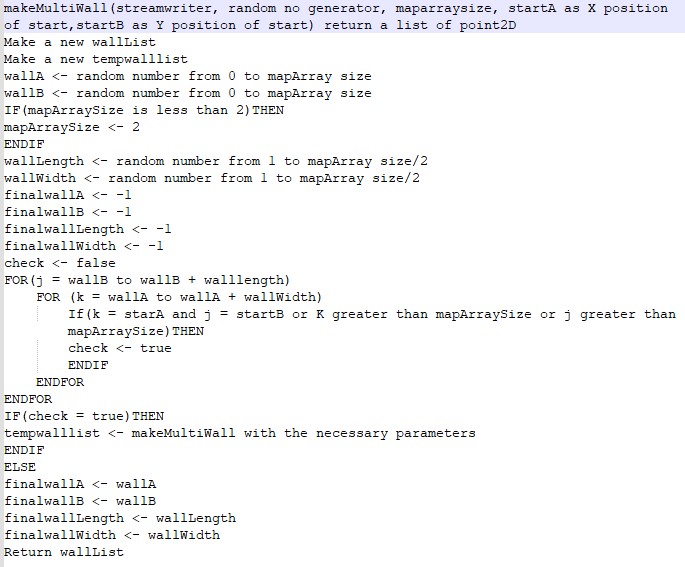 makeMultiWall(streamwriter, random no generator, maparraysize, startA as X position
of start,startB as Y position of start) return a list of point2D
Make a new wallList
Make a new tempwalllist
wallA <- random number from 0 to mapArray size
wallB <- random number from 0 to mapArray size
IF(mapArraySize is less than 2)THEN
mapArraySize <- 2
ENDIF
wallLength <- random number from 1 to mapArray size/2
wallWidth <- random number from 1 to mapArray size/2
finalwallA <- -1
finalwallB <- -1
finalwallLength <- -1
finalwallWidth <- -1
check <- false
FOR(j = wallB to wallB + walllength)
FOR (k = wallA to wallA + wallWidth)
If(k = starA and j = startB or K greater than mapArraySize or j greater than
mapArraySize)THEN
check <- true
ENDIF
ENDFOR
ENDFOR
IF(check = true)THEN
tempwalllist <- makeMultiWall with the necessary parameters
ENDIF
ELSE
finalwallA <- wallA
finalwallB <- wallB
finalwallLength <- wallLength
finalwallWidth <- wallWidth
Return wallList